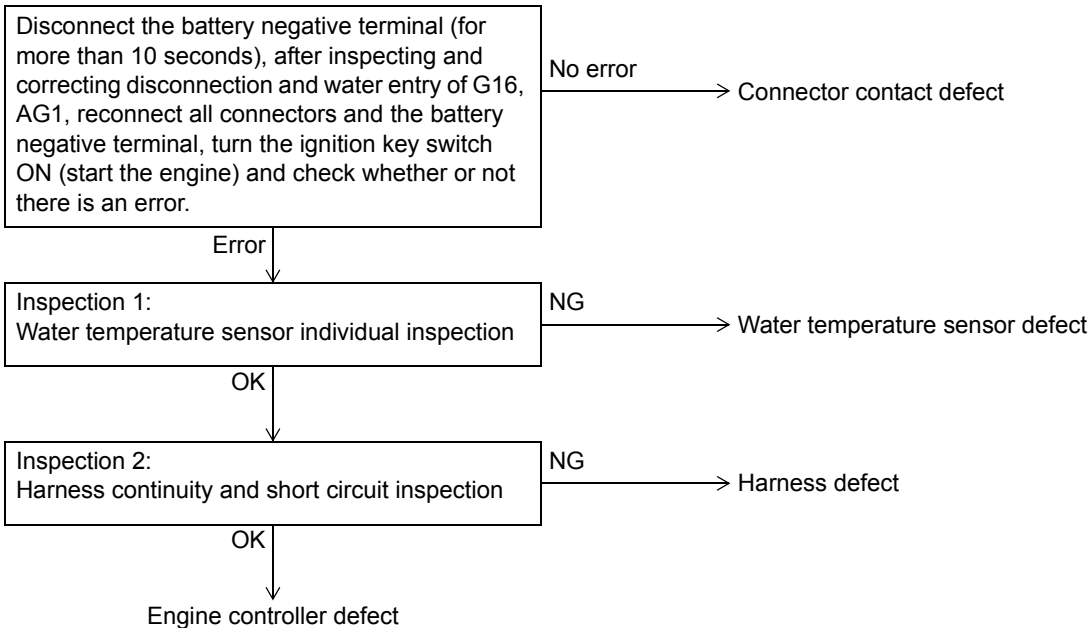 Disconnect the battery negative terminal (for
more than 10 seconds), after inspecting and
correcting disconnection and water entry of G16,
AG1, reconnect all connectors and the battery
negative terminal, turn the ignition key switch
ON (start the engine) and check whether or not
there is an error.
No error
Connector contact defect
Error
Inspection 1:
Water temperature sensor individual inspection
NG
Water temperature sensor defect
OK
Inspection 2:
Harness continuity and short circuit inspection
NG
Harness defect
OK
Engine controller defect